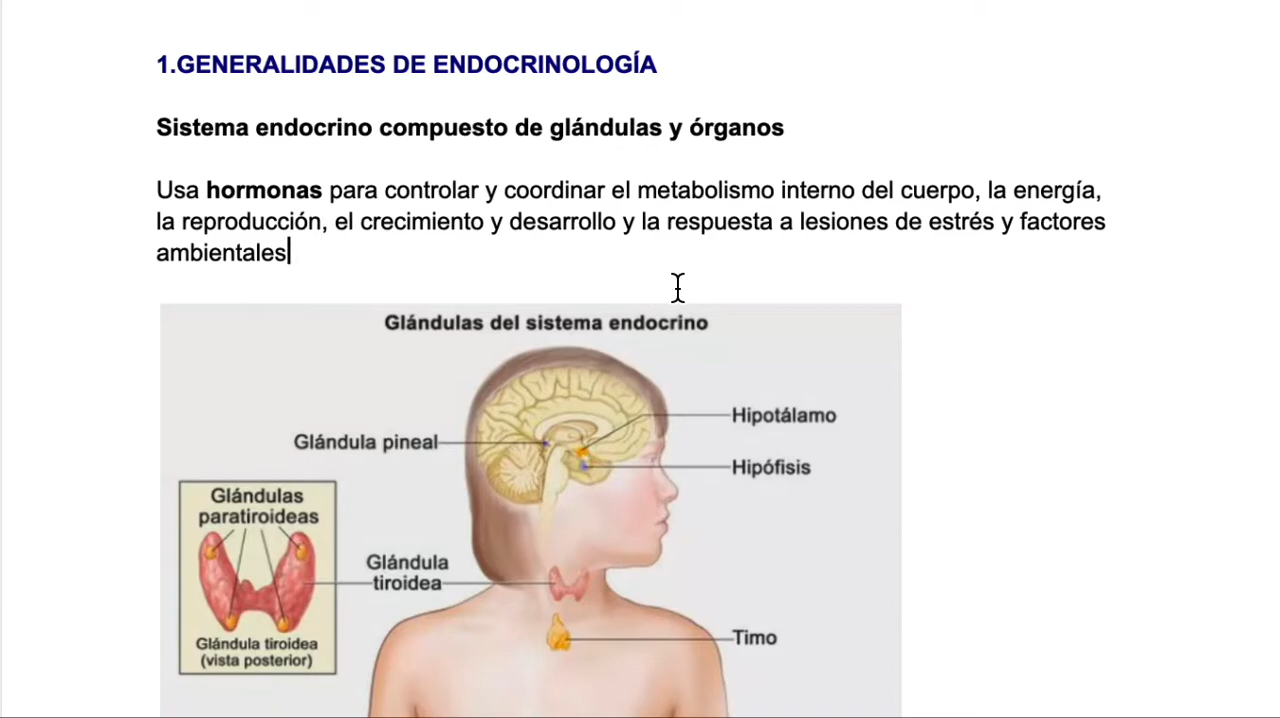 1.GENERALIDADES DE ENDOCRINOLOGÍA
Sistema endocrino compuesto de glándulas y órganos
Usa hormonas para controlar y coordinar el metabolismo interno del cuerpo, la energía,
la reproducción, el crecimiento y desarrollo y la respuesta a lesiones de estrés y factores
ambientales
Glándulas del sistema endocrino
Hipotálamo
Glándula pineal
Hipófisis
Glándulas
paratiroideas
Glándula
tiroidea
Glándula tiroidea
(vista posterior)
Timo